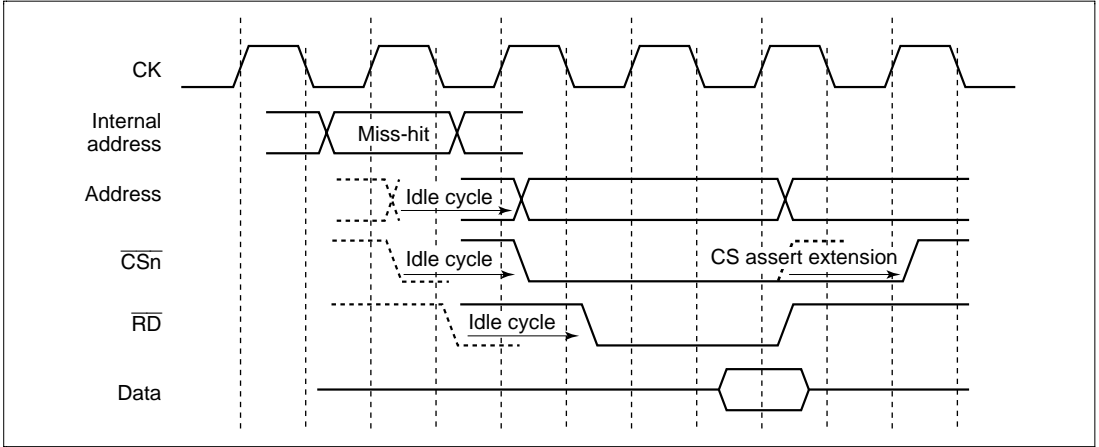 CK
Internal
address
Miss-hit
Address
Idle cycle
CSn
Idle cycle
CS assert extension
RD
Idle cycle
Data